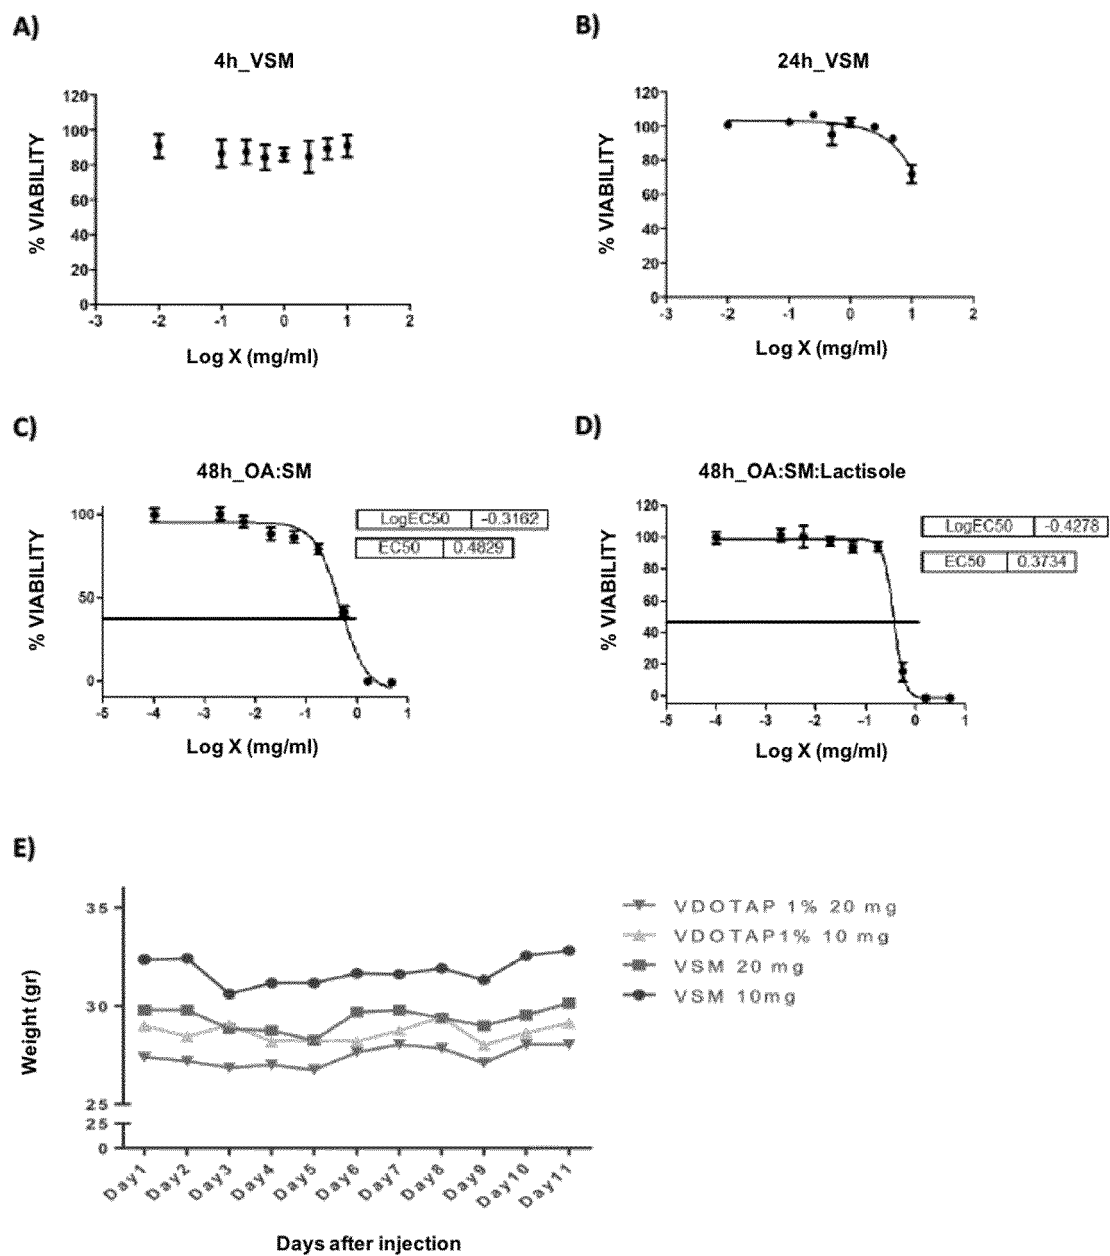 A)
4h_VSM
% VIABILITY
120
100
80
60
40
20
0
-3 -2 -1 0 1 2
Log X (mg/ml)
B)
24h_VSM
% VIABILITY
120
100
80
60
40
20
0
-3 -2 -1 0 1 2
Log X (mg/ml)
C)
48h_OA:SM
% VIABILITY
100
50
0
-5 -4 -3 -2 -1 0 1
Log X (mg/ml)
LogEC50 -0.3162
EC50 0.4829
D)
48h_OA:SM:Lactisole
% VIABILITY
120
100
80
60
40
20
0
-5 -4 -3 -2 -1 0 1
Log X (mg/ml)
LogEC50 -0.4278
EC50 0.3734
E)
Weight (gr)
35
30
25
25
0
Day1 Day2 Day3 Day4 Day5 Day6 Day7 Day8 Day9 Day10 Day11
Days after injection
VDOTAP 1% 20 mg
VDOTAP1% 10 mg
VSM 20 mg
VSM 10mg